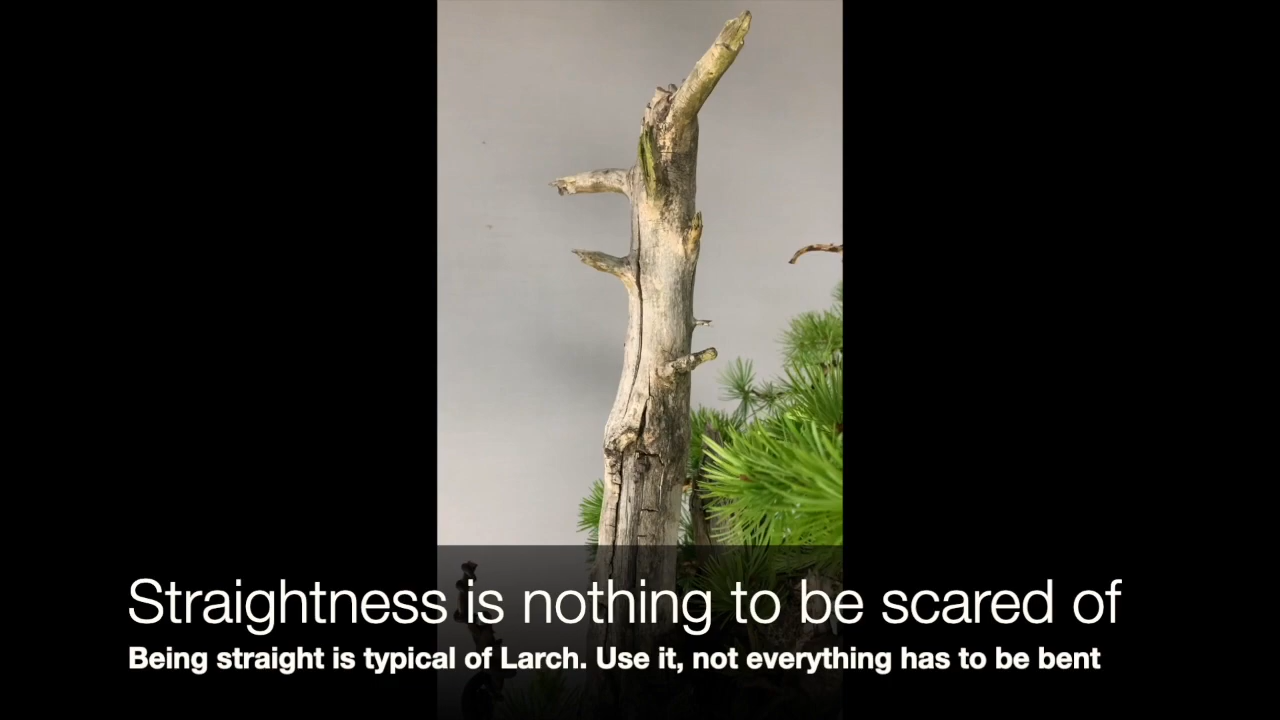 Straightness is nothing to be scared of
Being straight is typical of Larch. Use it, not everything has to be bent